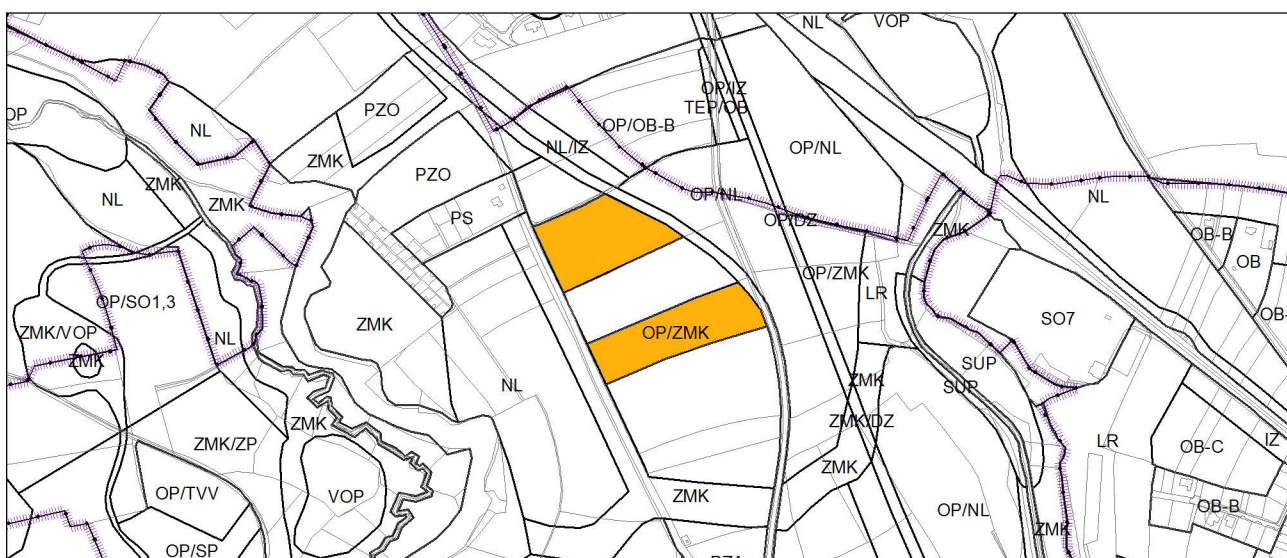 NL
VOP
OP/IZ
TEP/OB
PZO
OP
NL
OP/OB-B
NL/IZ
OP/NL
ZMK
PZO
ZMK
NL
ZMK
OP/NL
NL
PS
OP/DZ
ZMK
OB-B
OB
OP/ZMK
LR
OP/SO1,3
OB-
ZMK
SO7
ZMK/VOP
NL
OP/ZMK
ZMK
SUP
NL
ZMK
SUP
ZMK
ZMK/DZ
ZMK/ZP
LR
IZ
OB-C
ZMK
OP/TVV
VOP
ZMK
OP/NL
OB-B
ZMK
OP/SP